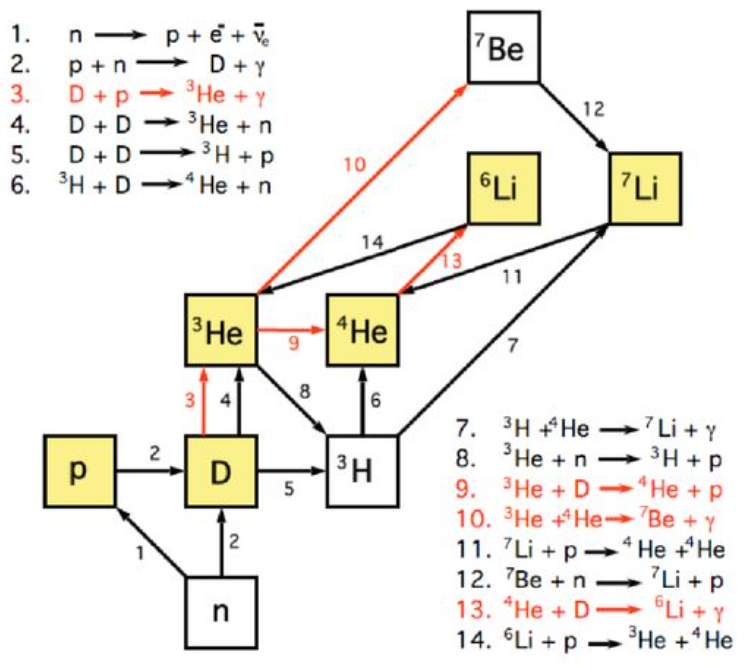 1. n ⟶ p + e⁻ + ν̄ₑ
2. p + n ⟶ D + γ
3. D + p ⟶ ³He + γ
4. D + D ⟶ ³He + n
5. D + D ⟶ ³H + p
6. ³H + D ⟶ ⁴He + n
⁷Be
12
10
⁶Li
⁷Li
14
13
11
³He
9
⁴He
7
3
4
8
6
p
2
D
5
³H
1
2
n
7. ³H +⁴He ⟶ ⁷Li + γ
8. ³He + n ⟶ ³H + p
9. ³He + D ⟶ ⁴He + p
10. ³He +⁴He ⟶ ⁷Be + γ
11. ⁷Li + p ⟶ ⁴He +⁴He
12. ⁷Be + n ⟶ ⁷Li + p
13. ⁴He + D ⟶ ⁶Li + γ
14. ⁶Li + p ⟶ ³He +⁴He